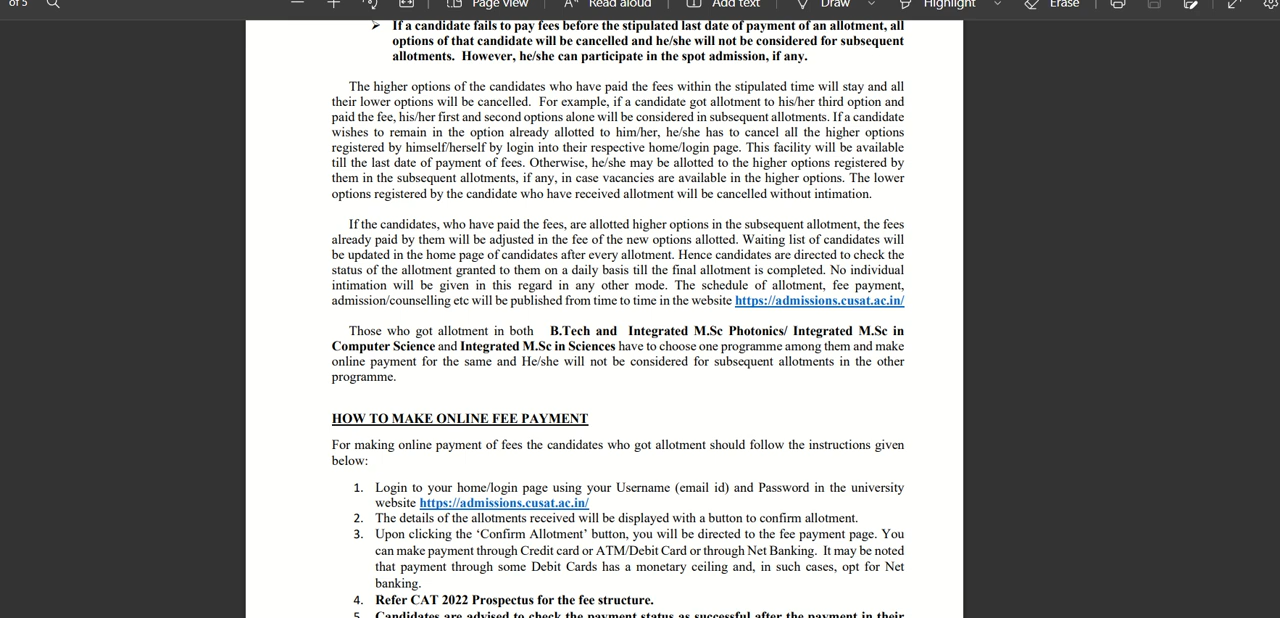 of 5
Page view
Read aloud
Add text
Draw
Highlight
Erase
➤ If a candidate fails to pay fees before the stipulated last date of payment of an allotment, all
options of that candidate will be cancelled and he/she will not be considered for subsequent
allotments. However, he/she can participate in the spot admission, if any.
The higher options of the candidates who have paid the fees within the stipulated time will stay and all
their lower options will be cancelled. For example, if a candidate got allotment to his/her third option and
paid the fee, his/her first and second options alone will be considered in subsequent allotments. If a candidate
wishes to remain in the option already allotted to him/her, he/she has to cancel all the higher options
registered by himself/herself by login into their respective home/login page. This facility will be available
till the last date of payment of fees. Otherwise, he/she may be allotted to the higher options registered by
them in the subsequent allotments, if any, in case vacancies are available in the higher options. The lower
options registered by the candidate who have received allotment will be cancelled without intimation.
If the candidates, who have paid the fees, are allotted higher options in the subsequent allotment, the fees
already paid by them will be adjusted in the fee of the new options allotted. Waiting list of candidates will
be updated in the home page of candidates after every allotment. Hence candidates are directed to check the
status of the allotment granted to them on a daily basis till the final allotment is completed. No individual
intimation will be given in this regard in any other mode. The schedule of allotment, fee payment,
admission/counselling etc will be published from time to time in the website https://admissions.cusat.ac.in/
Those who got allotment in both B.Tech and Integrated M.Sc Photonics/ Integrated M.Sc in
Computer Science and Integrated M.Sc in Sciences have to choose one programme among them and make
online payment for the same and He/she will not be considered for subsequent allotments in the other
programme.
HOW TO MAKE ONLINE FEE PAYMENT
For making online payment of fees the candidates who got allotment should follow the instructions given
below:
1. Login to your home/login page using your Username (email id) and Password in the university
website https://admissions.cusat.ac.in/
2. The details of the allotments received will be displayed with a button to confirm allotment.
3. Upon clicking the ‘Confirm Allotment’ button, you will be directed to the fee payment page. You
can make payment through Credit card or ATM/Debit Card or through Net Banking. It may be noted
that payment through some Debit Cards has a monetary ceiling and, in such cases, opt for Net
banking.
4. Refer CAT 2022 Prospectus for the fee structure.
5. Candidates are advised to check the payment status as successful after the payment in their